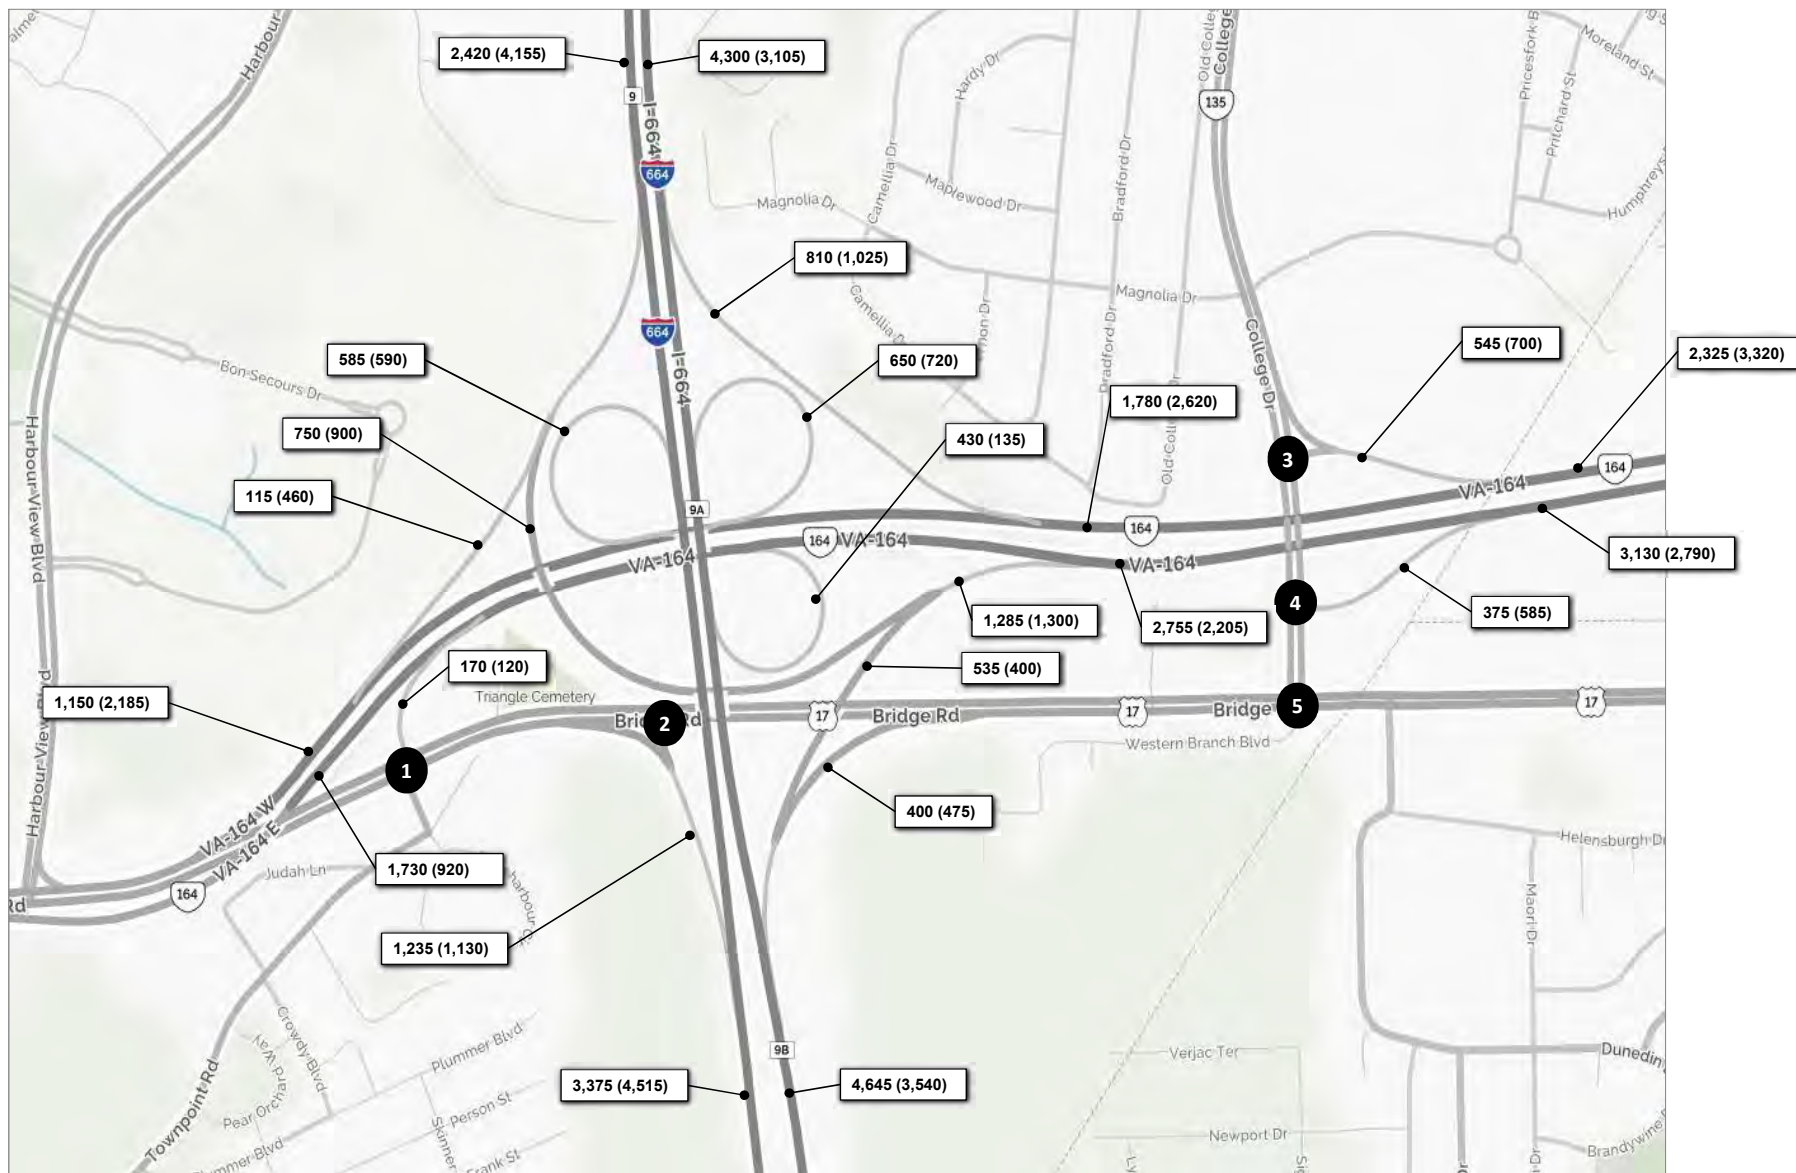 Harbour
2,420 (4,155)
4,300 (3,105)
9
I-664
664
Old College
College
135
Pricesfork B
Moreland St
Pritchard St
Humphreys
Hardy Dr
Camellia Dr
Maplewood Dr
Magnolia Dr
Bradford Dr
Bradford Dr
810 (1,025)
Magnolia Dr
664
I-664
College Dr
545 (700)
2,325 (3,320)
585 (590)
650 (720)
Bon Secours Dr
1,780 (2,620)
750 (900)
430 (135)
3
164
VA-164
115 (460)
9A
164
VA-164
164
VA-164
VA-164
Harbour View Blvd
3,130 (2,790)
4
375 (585)
1,285 (1,300)
2,755 (2,205)
170 (120)
535 (400)
Triangle Cemetery
1,150 (2,185)
2
17
Bridge Rd
17
Bridge
5
17
Western Branch Blvd
1
Harbour View Blvd
VA-164 W
VA-164 E
400 (475)
Helensburgh Dr
164
Rd
Judah Ln
1,730 (920)
Maori Dr
1,235 (1,130)
Crowdy Blvd
Plummer Blvd
9B
Verjac Ter
Dunedin
3,375 (4,515)
4,645 (3,540)
Person St
Pear Orchard Way
Townpoint Rd
Skinner
Newport Dr
Brandywine
Plummer Blvd
Frank St